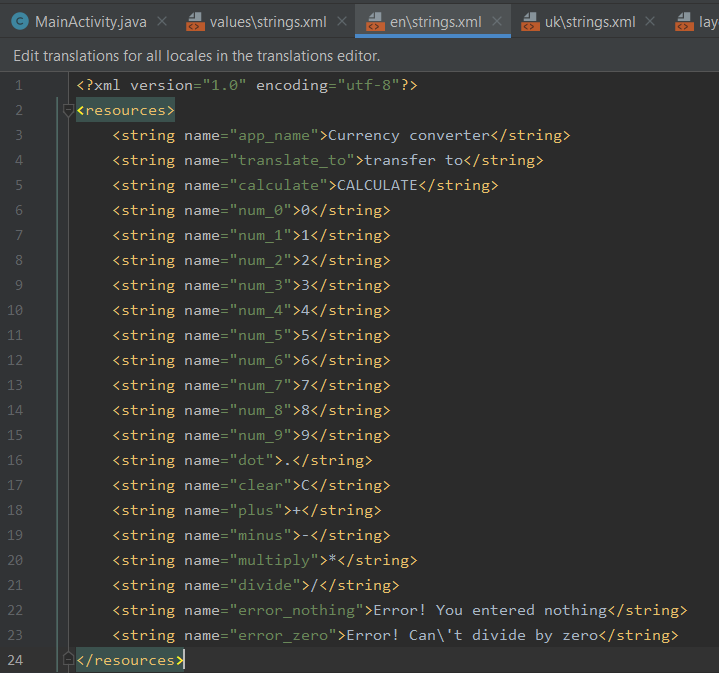 MainActivity.java values\strings.xml en\strings.xml uk\strings.xml lay
Edit translations for all locales in the translations editor.
1 <?xml version="1.0" encoding="utf-8"?>
2 <resources>
3 <string name="app_name">Currency converter</string>
4 <string name="translate_to">transfer to</string>
5 <string name="calculate">CALCULATE</string>
6 <string name="num_0">0</string>
7 <string name="num_1">1</string>
8 <string name="num_2">2</string>
9 <string name="num_3">3</string>
10 <string name="num_4">4</string>
11 <string name="num_5">5</string>
12 <string name="num_6">6</string>
13 <string name="num_7">7</string>
14 <string name="num_8">8</string>
15 <string name="num_9">9</string>
16 <string name="dot">.</string>
17 <string name="clear">C</string>
18 <string name="plus">+</string>
19 <string name="minus">-</string>
20 <string name="multiply">*</string>
21 <string name="divide">/</string>
22 <string name="error_nothing">Error! You entered nothing</string>
23 <string name="error_zero">Error! Can\'t divide by zero</string>
24 </resources>